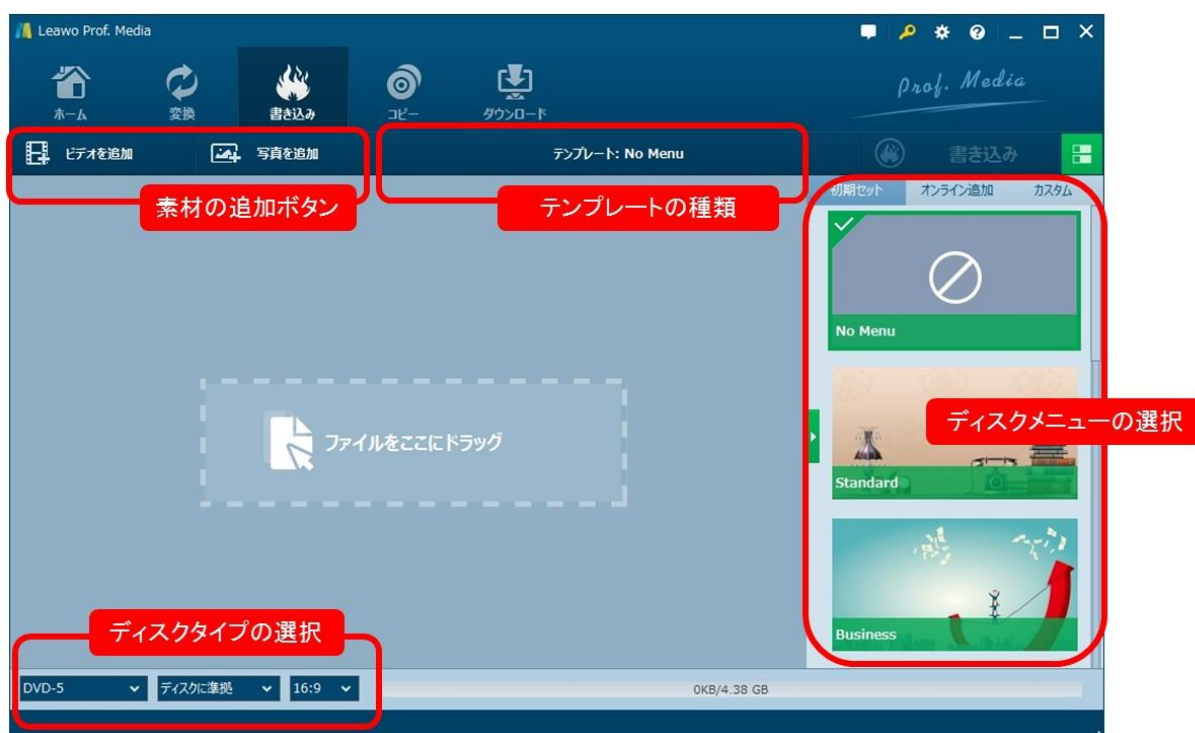 Leawo Prof. Media
Prof. Media
ホーム
変換
書き込み
コピー
ダウンロード
ビデオを追加
写真を追加
テンプレート: No Menu
書き込み
素材の追加ボタン
テンプレートの種類
初期セット
オンライン追加
カスタム
No Menu
ファイルをここにドラッグ
ディスクメニューの選択
Standard
Business
ディスクタイプの選択
DVD-5
ディスクに準拠
16:9
0KB/4.38 GB